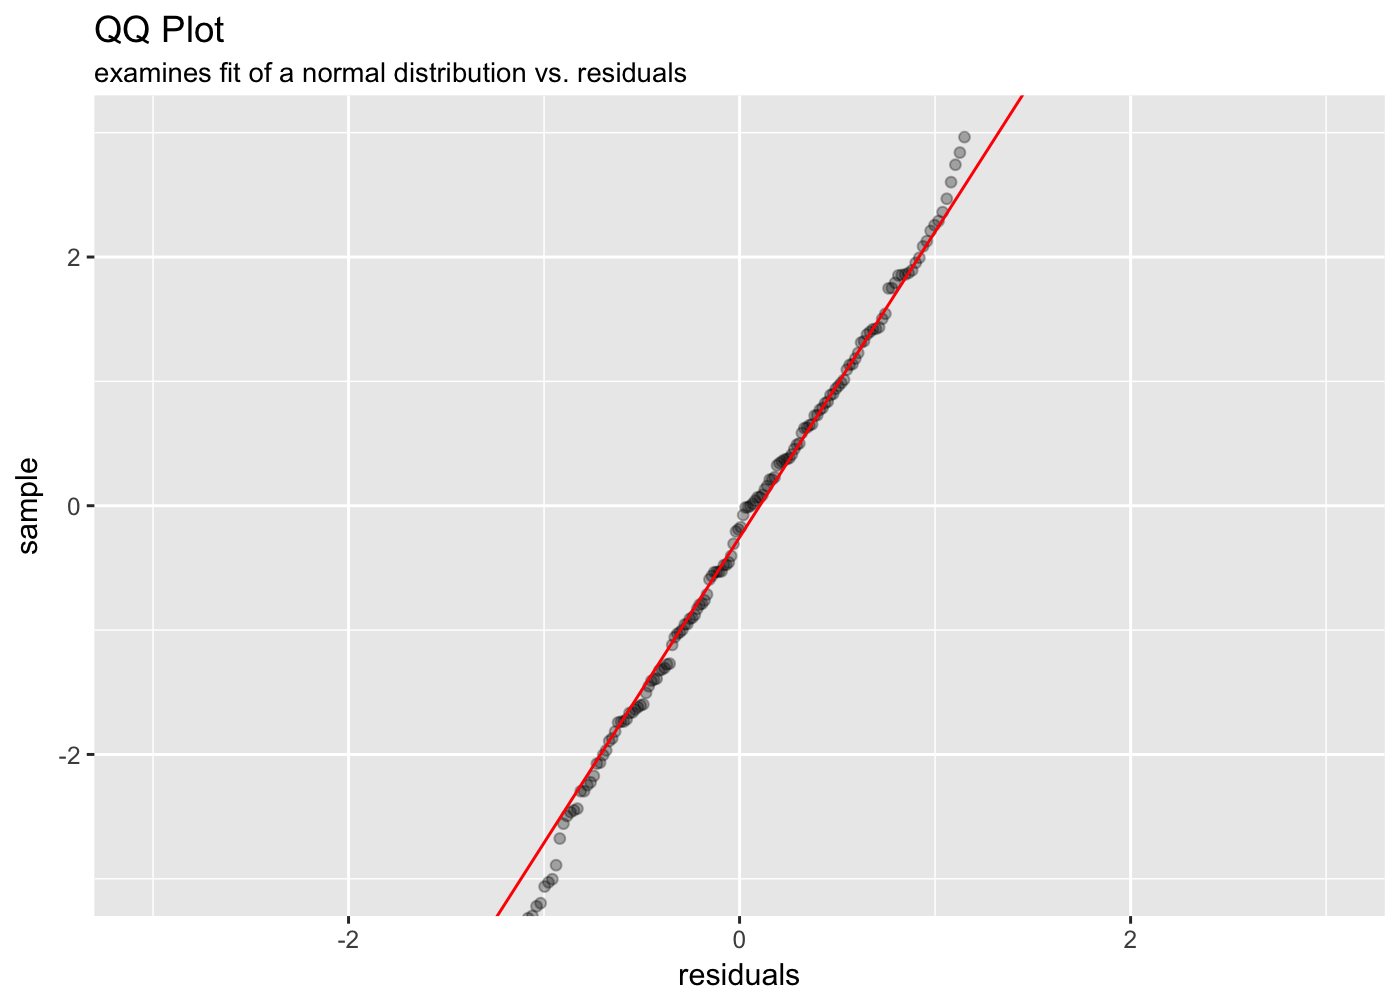 QQ Plot
examines fit of a normal distribution vs. residuals
2
0
-2
sample
-2
0
2
residuals